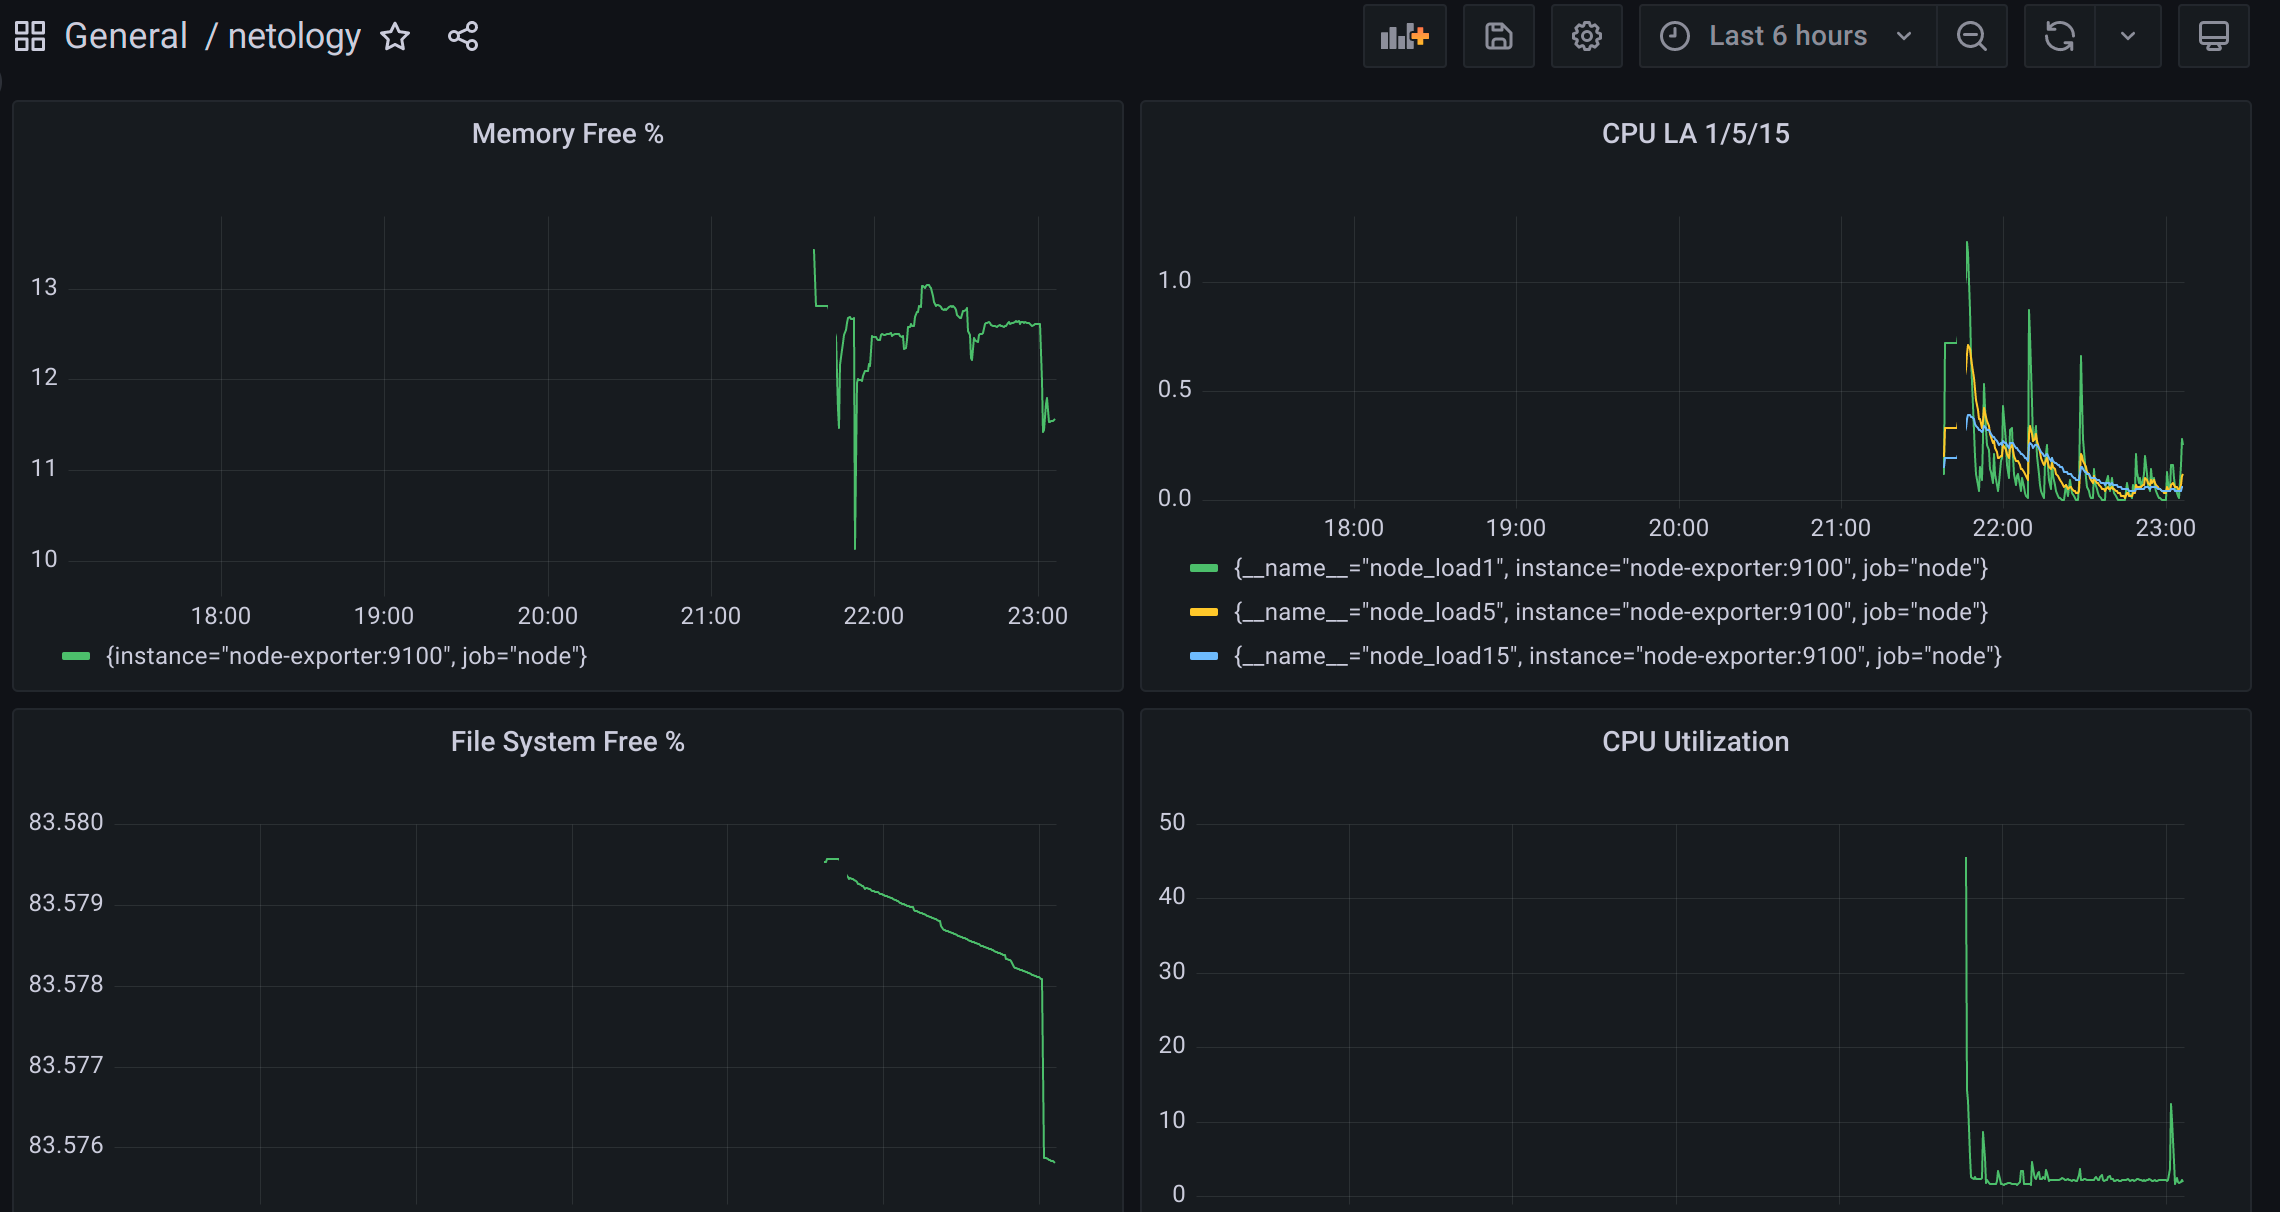 General / netology
Last 6 hours
Memory Free %
13
12
11
10
18:00 19:00 20:00 21:00 22:00 23:00
{instance="node-exporter:9100", job="node"}
CPU LA 1/5/15
1.0
0.5
0.0
18:00 19:00 20:00 21:00 22:00 23:00
{__name__="node_load1", instance="node-exporter:9100", job="node"}
{__name__="node_load5", instance="node-exporter:9100", job="node"}
{__name__="node_load15", instance="node-exporter:9100", job="node"}
File System Free %
83.580
83.579
83.578
83.577
83.576
CPU Utilization
50
40
30
20
10
0